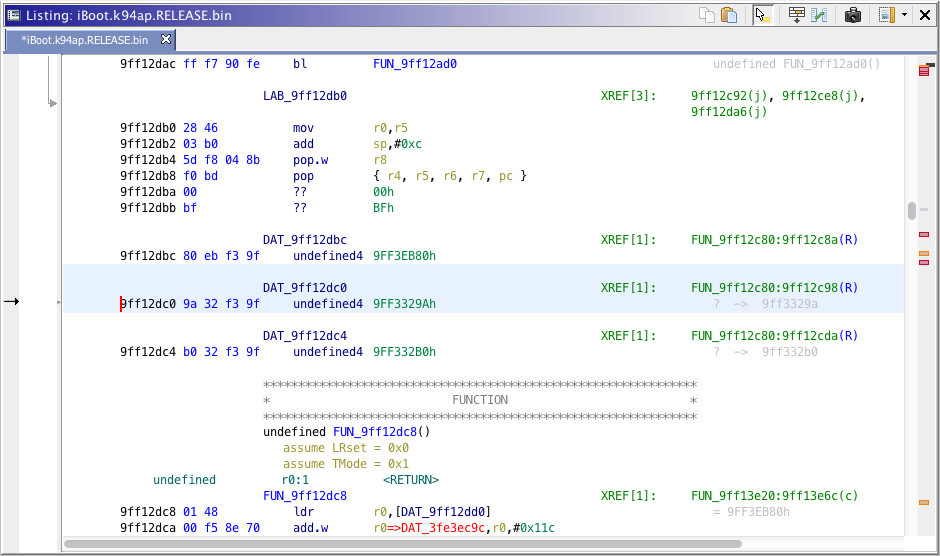 Listing: iBoot.k94ap.RELEASE.bin
*iBoot.k94ap.RELEASE.bin
9ff12dac ff f7 90 fe bl FUN_9ff12ad0 undefined FUN_9ff12ad0()
LAB_9ff12db0 XREF[3]: 9ff12c92(j), 9ff12ce8(j),
9ff12da6(j)
9ff12db0 28 46 mov r0,r5
9ff12db2 03 b0 add sp,#0xc
9ff12db4 5d f8 04 8b pop.w r8
9ff12db8 f0 bd pop { r4, r5, r6, r7, pc }
9ff12dba 00 ?? 00h
9ff12dbb bf ?? BFh
DAT_9ff12dbc XREF[1]: FUN_9ff12c80:9ff12c8a(R)
9ff12dbc 80 eb f3 9f undefined4 9FF3EB80h
DAT_9ff12dc0 XREF[1]: FUN_9ff12c80:9ff12c98(R)
9ff12dc0 9a 32 f3 9f undefined4 9FF3329Ah ? -> 9ff3329a
DAT_9ff12dc4 XREF[1]: FUN_9ff12c80:9ff12cda(R)
9ff12dc4 b0 32 f3 9f undefined4 9FF332B0h ? -> 9ff332b0
**************************************************************
* FUNCTION *
**************************************************************
undefined FUN_9ff12dc8()
assume LRset = 0x0
assume TMode = 0x1
undefined r0:1 <RETURN>
FUN_9ff12dc8 XREF[1]: FUN_9ff13e20:9ff13e6c(c)
9ff12dc8 01 48 ldr r0,[DAT_9ff12dd0] = 9FF3EB80h
9ff12dca 00 f5 8e 70 add.w r0=>DAT_3fe3ec9c,r0,#0x11c